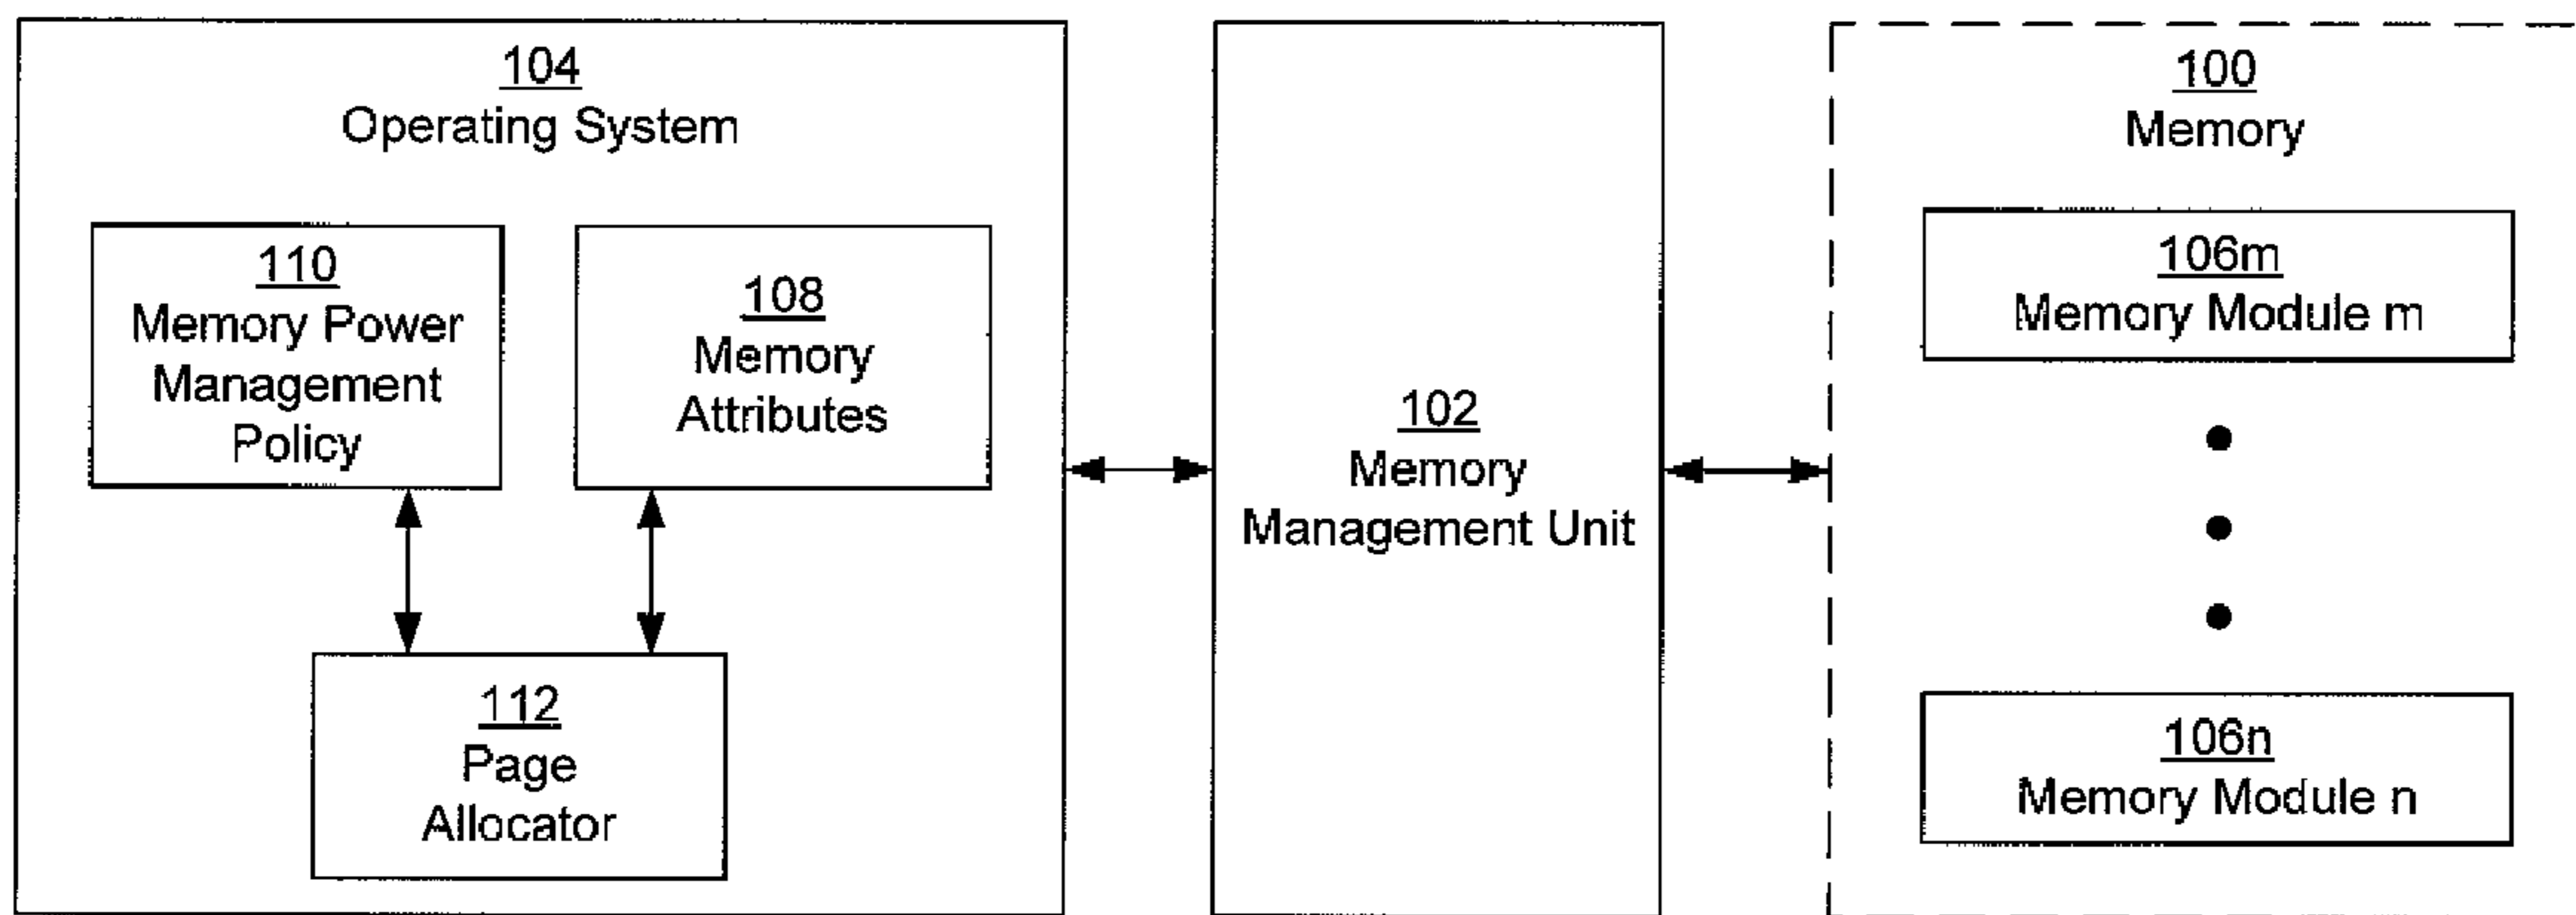 104
Operating System
110
Memory Power
Management
Policy
108
Memory
Attributes
112
Page
Allocator
102
Memory
Management Unit
100
Memory
106m
Memory Module m
106n
Memory Module n